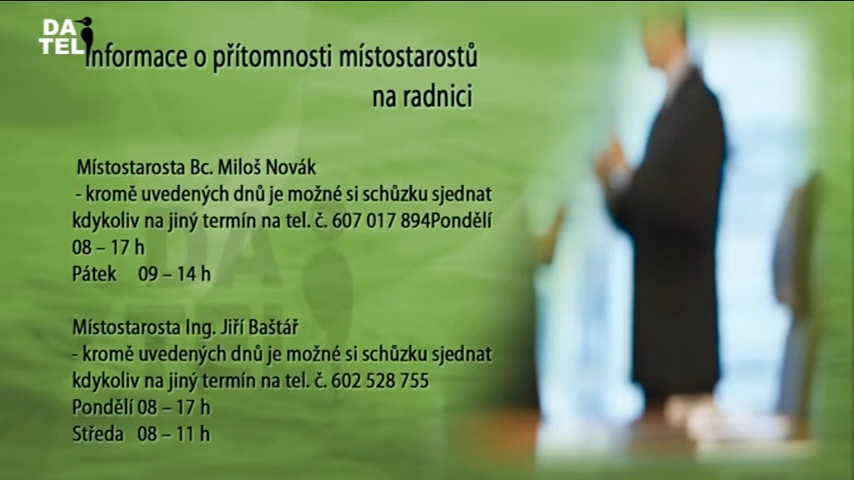 DA
TEL
Informace o přítomnosti místostarostů
na radnici
Místostarosta Bc. Miloš Novák
- kromě uvedených dnů je možné si schůzku sjednat
kdykoliv na jiný termín na tel. č. 607 017 894Pondělí
08 – 17 h
Pátek 09 – 14 h
Místostarosta Ing. Jiří Baštář
- kromě uvedených dnů je možné si schůzku sjednat
kdykoliv na jiný termín na tel. č. 602 528 755
Pondělí 08 – 17 h
Středa 08 – 11 h
DA
TEL